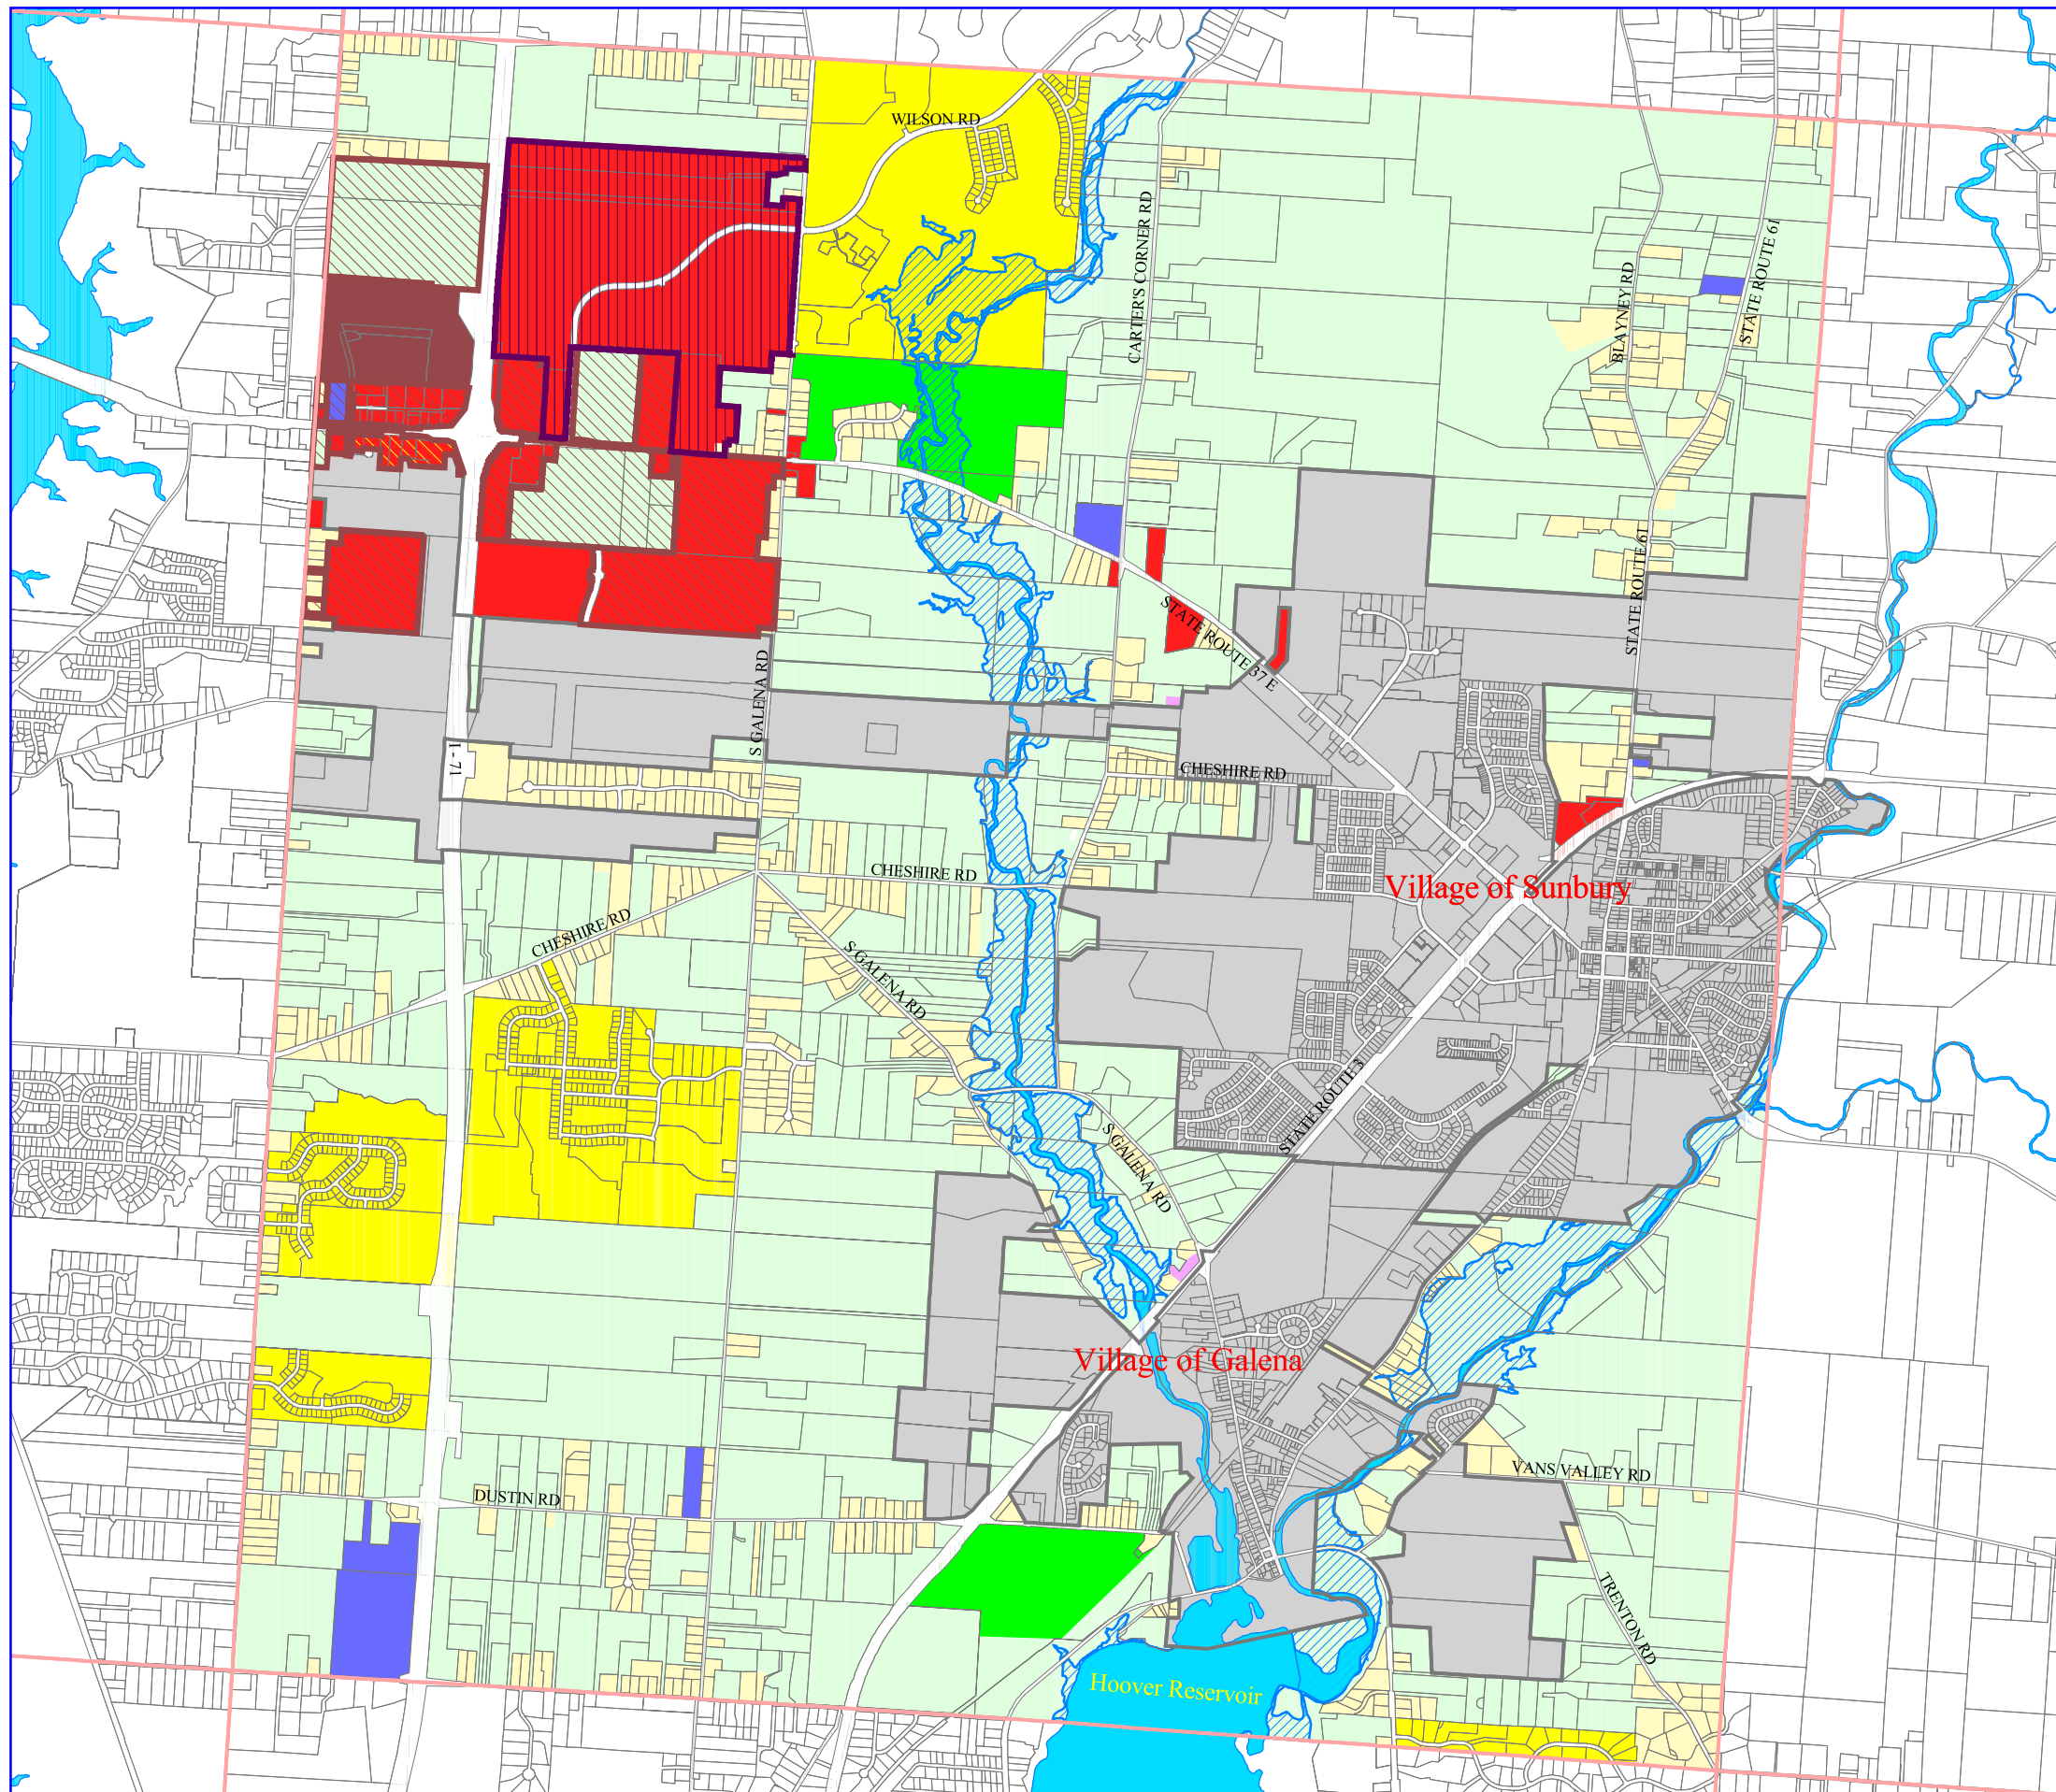 WILSON RD
CARTER'S CORNER RD
STATE ROUTE 61
BLAYNEY RD
STATE ROUTE 61
STATE ROUTE 37 E
S GALENA RD
I - 71
CHESHIRE RD
CHESHIRE RD
Village of Sunbury
CHESHIRE RD
S GALENA RD
STATE ROUTE 3
S GALENA RD
Village of Galena
VANS VALLEY RD
DUSTIN RD
TRENTON RD
Hoover Reservoir